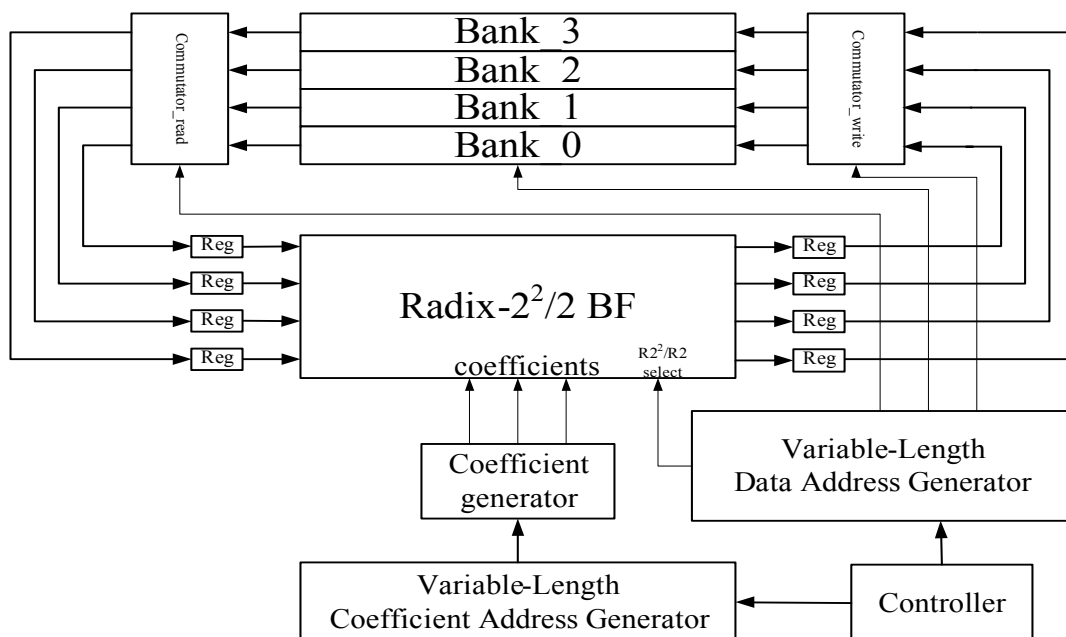 Bank_3
Bank_2
Bank_1
Bank_0
Commutator_read
Commutator_write
Reg
Reg
Reg
Reg
Radix-2²/2 BF
coefficients
R2²/R2
select
Reg
Reg
Reg
Reg
Coefficient
generator
Variable-Length
Data Address Generator
Variable-Length
Coefficient Address Generator
Controller